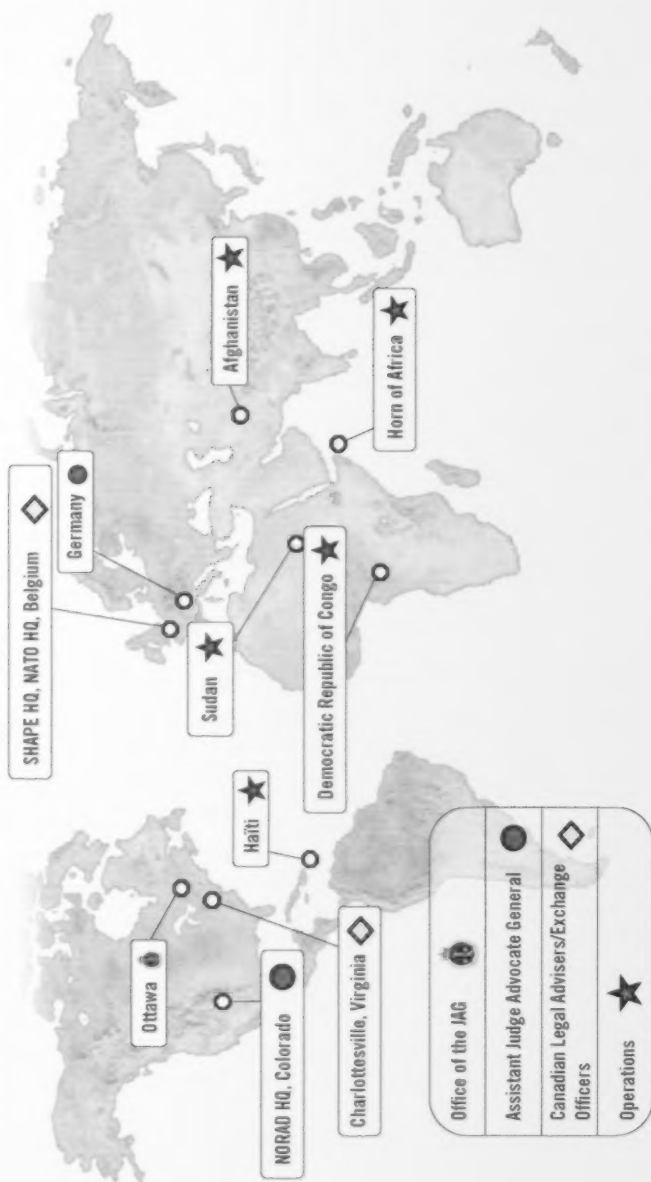 SHAPE HQ, NATO HQ, Belgium
Germany
Afghanistan
Sudan
Horn of Africa
Democratic Republic of Congo
Haïti
Ottawa
NORAD HQ, Colorado
Charlottesville, Virginia
Office of the JAG
Assistant Judge Advocate General
Canadian Legal Advisers/Exchange
Officers
Operations